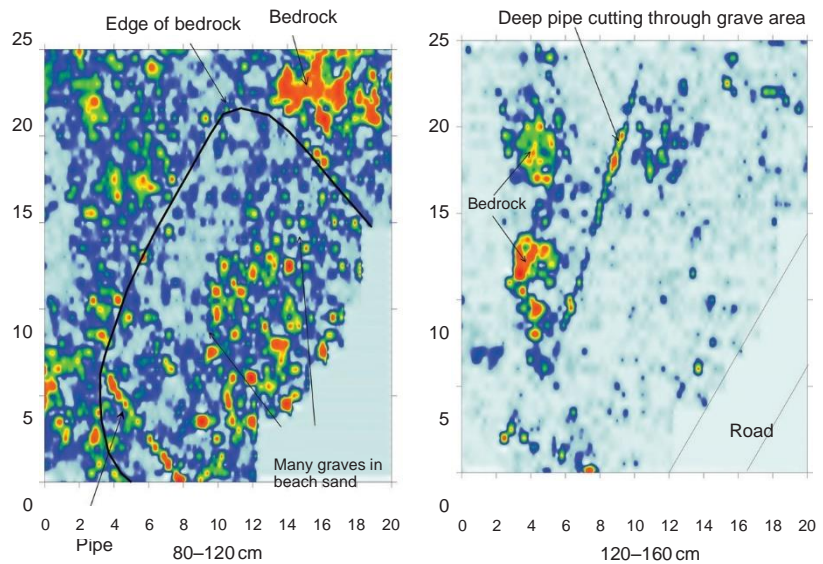 Edge of bedrock
Bedrock
25
20
15
10
5
0
Many graves in
beach sand
0 2 4 6 8 10 12 14 16 18 20
Pipe
80–120 cm
Deep pipe cutting through grave area
25
20
15
10
5
0
Bedrock
Road
0 2 4 6 8 10 12 14 16 18 20
120–160 cm